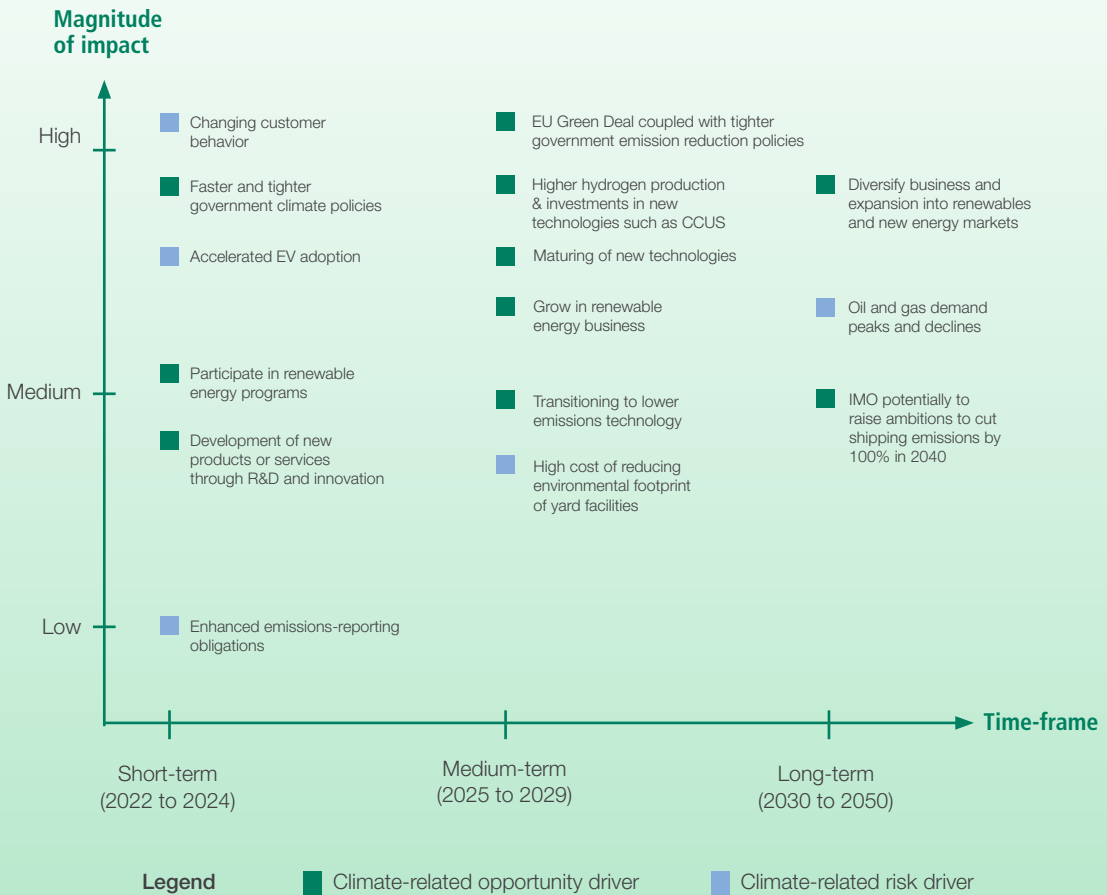 Magnitude
of impact
High
Medium
Low
Changing customer
behavior
Faster and tighter
government climate policies
Accelerated EV adoption
Participate in renewable
energy programs
Development of new
products or services
through R&D and innovation
Enhanced emissions-reporting
obligations
EU Green Deal coupled with tighter
government emission reduction policies
Higher hydrogen production
& investments in new
technologies such as CCUS
Maturing of new technologies
Grow in renewable
energy business
Transitioning to lower
emissions technology
High cost of reducing
environmental footprint
of yard facilities
Diversify business and
expansion into renewables
and new energy markets
Oil and gas demand
peaks and declines
IMO potentially to
raise ambitions to cut
shipping emissions by
100% in 2040
Time-frame
Short-term
(2022 to 2024)
Medium-term
(2025 to 2029)
Long-term
(2030 to 2050)
Legend
Climate-related opportunity driver
Climate-related risk driver